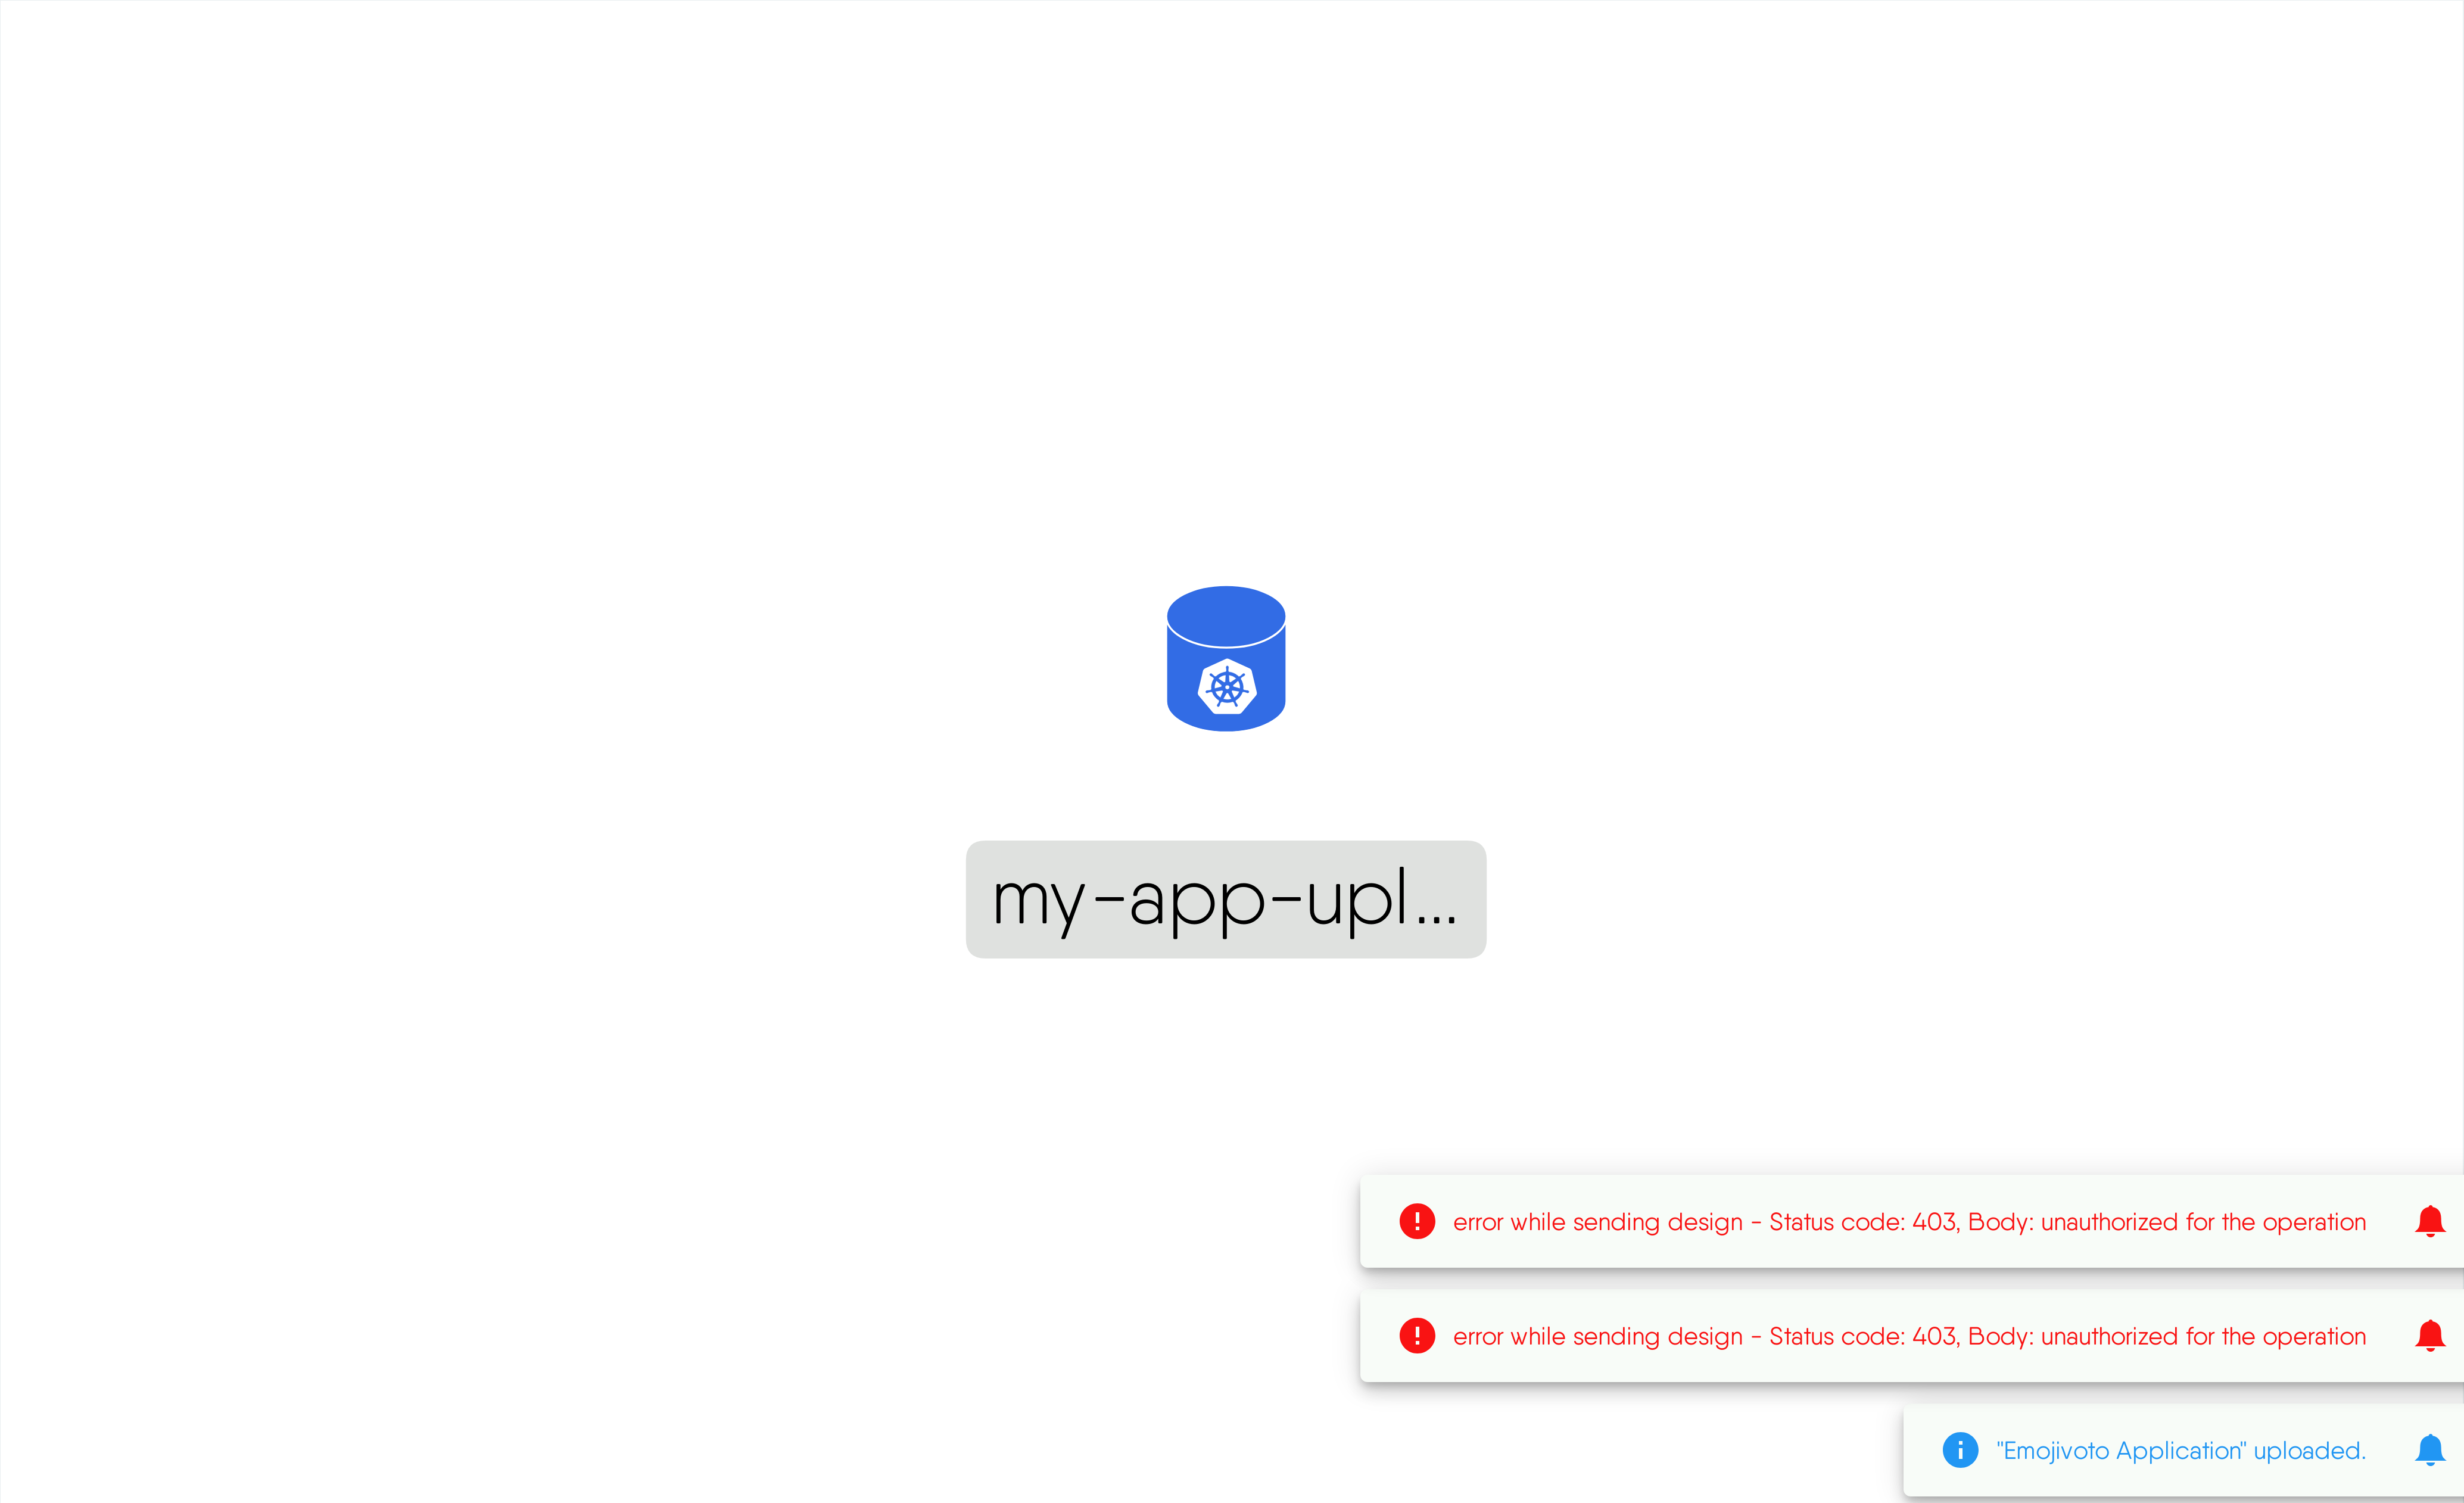 my-app-upl...
error while sending design - Status code: 403, Body: unauthorized for the operation
error while sending design - Status code: 403, Body: unauthorized for the operation
"Emojivoto Application" uploaded.